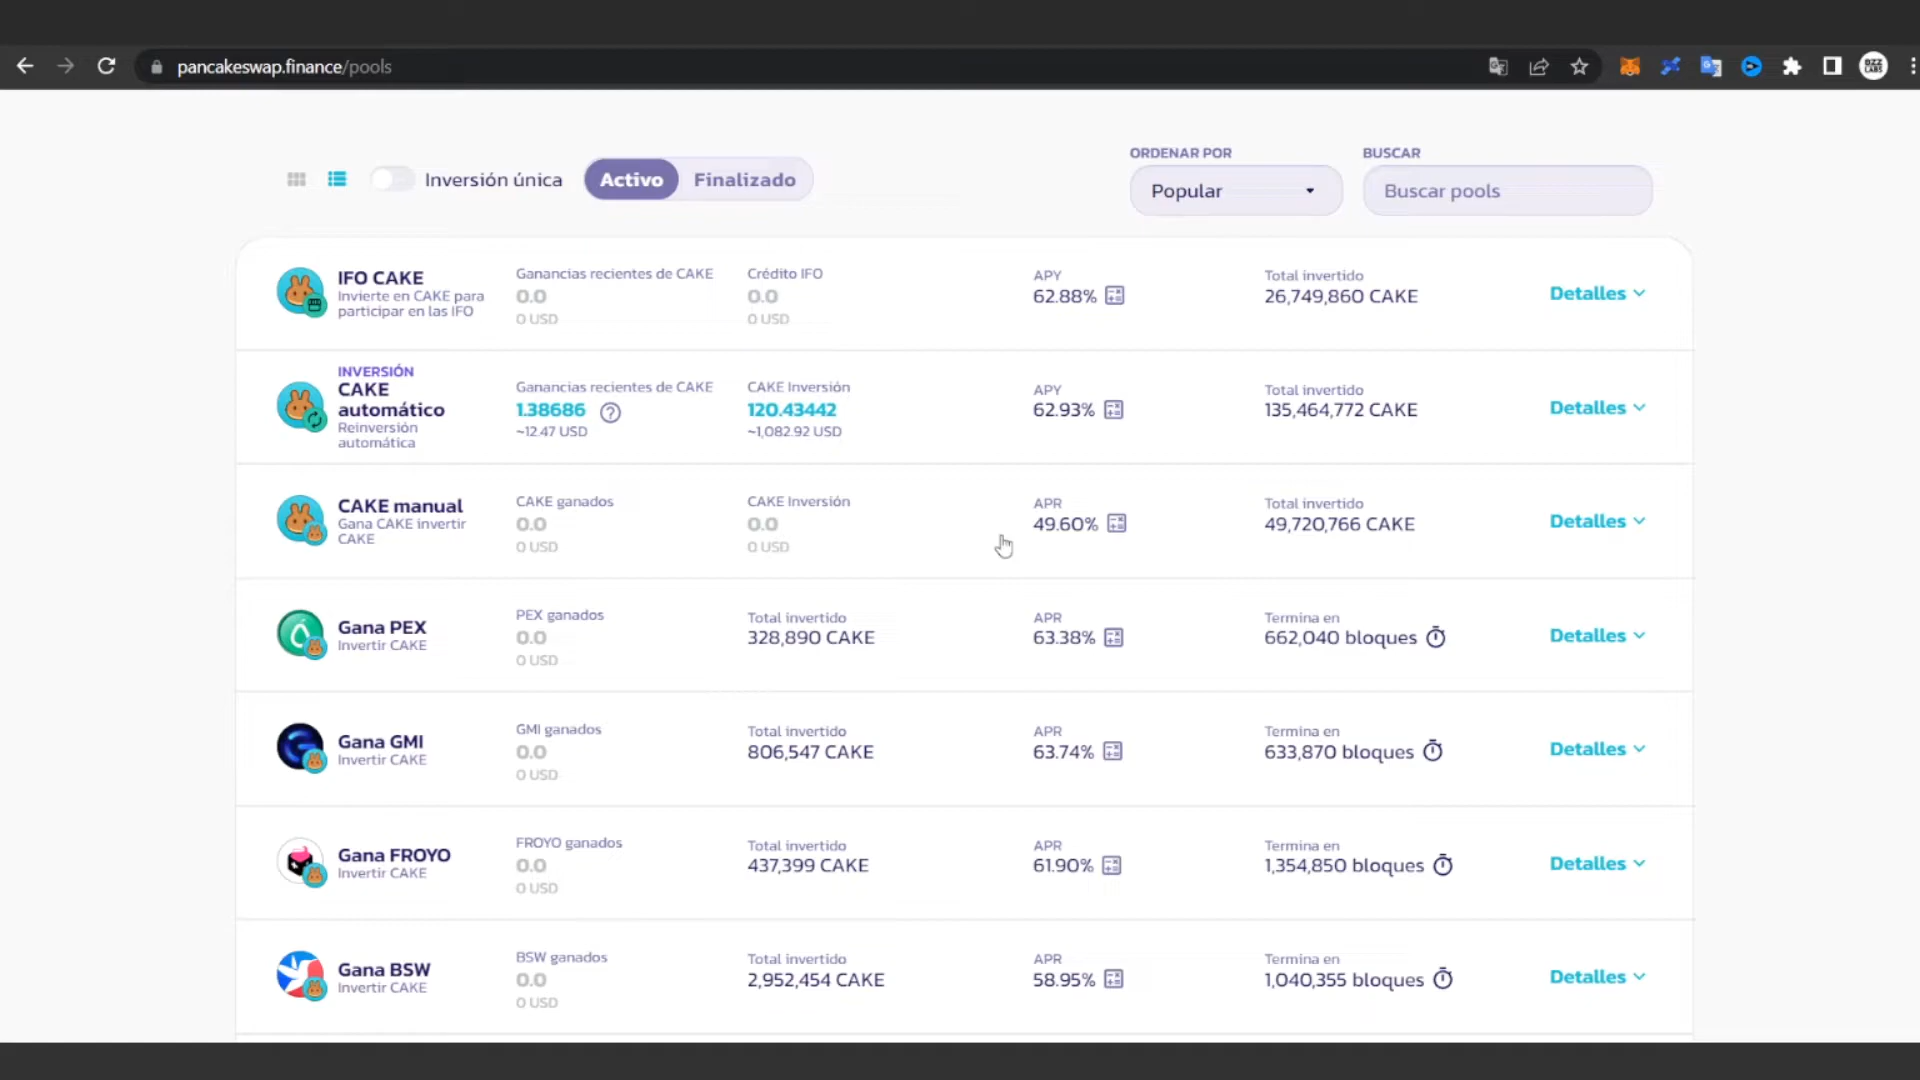 pancakeswap.finance/pools
BZZ LABS
Inversión única
Activo
Finalizado
ORDENAR POR
Popular
BUSCAR
Buscar pools
IFO CAKE
Invierte en CAKE para
participar en las IFO
Ganancias recientes de CAKE
0.0
0 USD
Crédito IFO
0.0
0 USD
APY
62.88%
Total invertido
26,749,860 CAKE
Detalles
INVERSIÓN
CAKE
automático
Reinversión
automática
Ganancias recientes de CAKE
1.38686
~12.47 USD
CAKE Inversión
120.43442
~1,082.92 USD
APY
62.93%
Total invertido
135,464,772 CAKE
Detalles
CAKE manual
Gana CAKE invertir
CAKE
CAKE ganados
0.0
0 USD
CAKE Inversión
0.0
0 USD
APR
49.60%
Total invertido
49,720,766 CAKE
Detalles
Gana PEX
Invertir CAKE
PEX ganados
0.0
0 USD
Total invertido
328,890 CAKE
APR
63.38%
Termina en
662,040 bloques
Detalles
Gana GMI
Invertir CAKE
GMI ganados
0.0
0 USD
Total invertido
806,547 CAKE
APR
63.74%
Termina en
633,870 bloques
Detalles
Gana FROYO
Invertir CAKE
FROYO ganados
0.0
0 USD
Total invertido
437,399 CAKE
APR
61.90%
Termina en
1,354,850 bloques
Detalles
Gana BSW
Invertir CAKE
BSW ganados
0.0
0 USD
Total invertido
2,952,454 CAKE
APR
58.95%
Termina en
1,040,355 bloques
Detalles